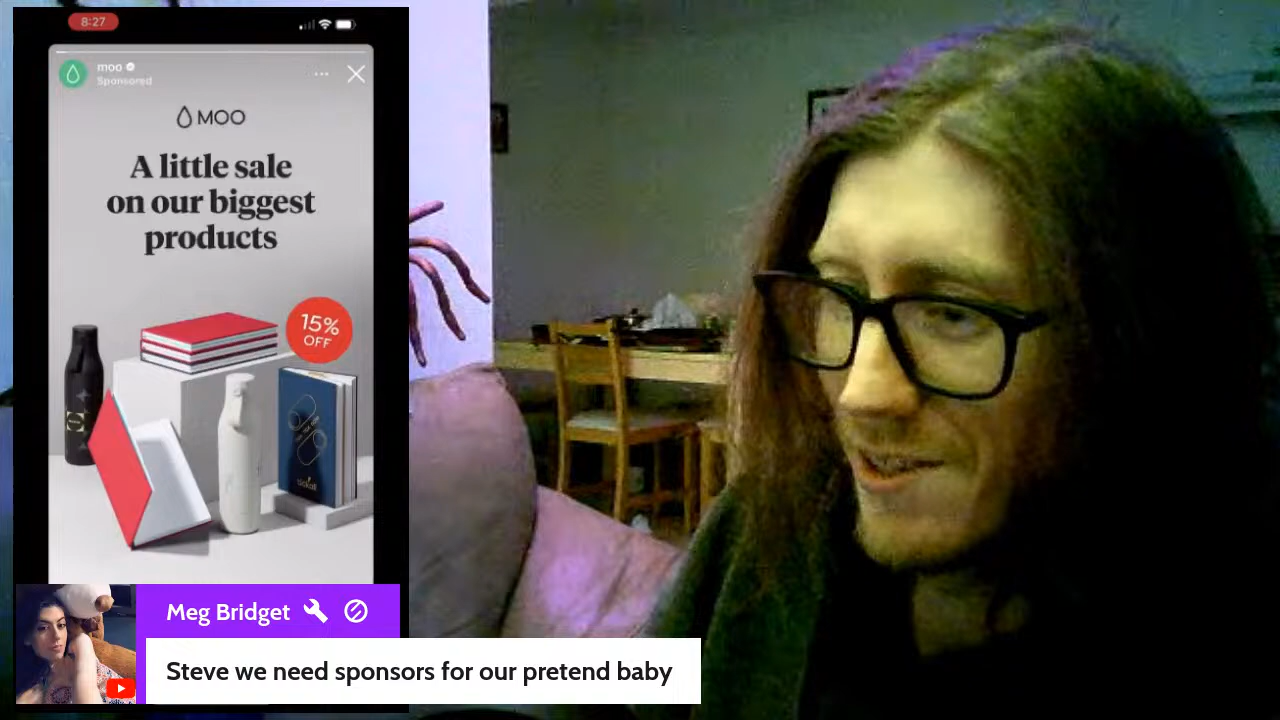 8:27
moo
Sponsored
MOO
A little sale
on our biggest
products
15%
OFF
Meg Bridget
Steve we need sponsors for our pretend baby